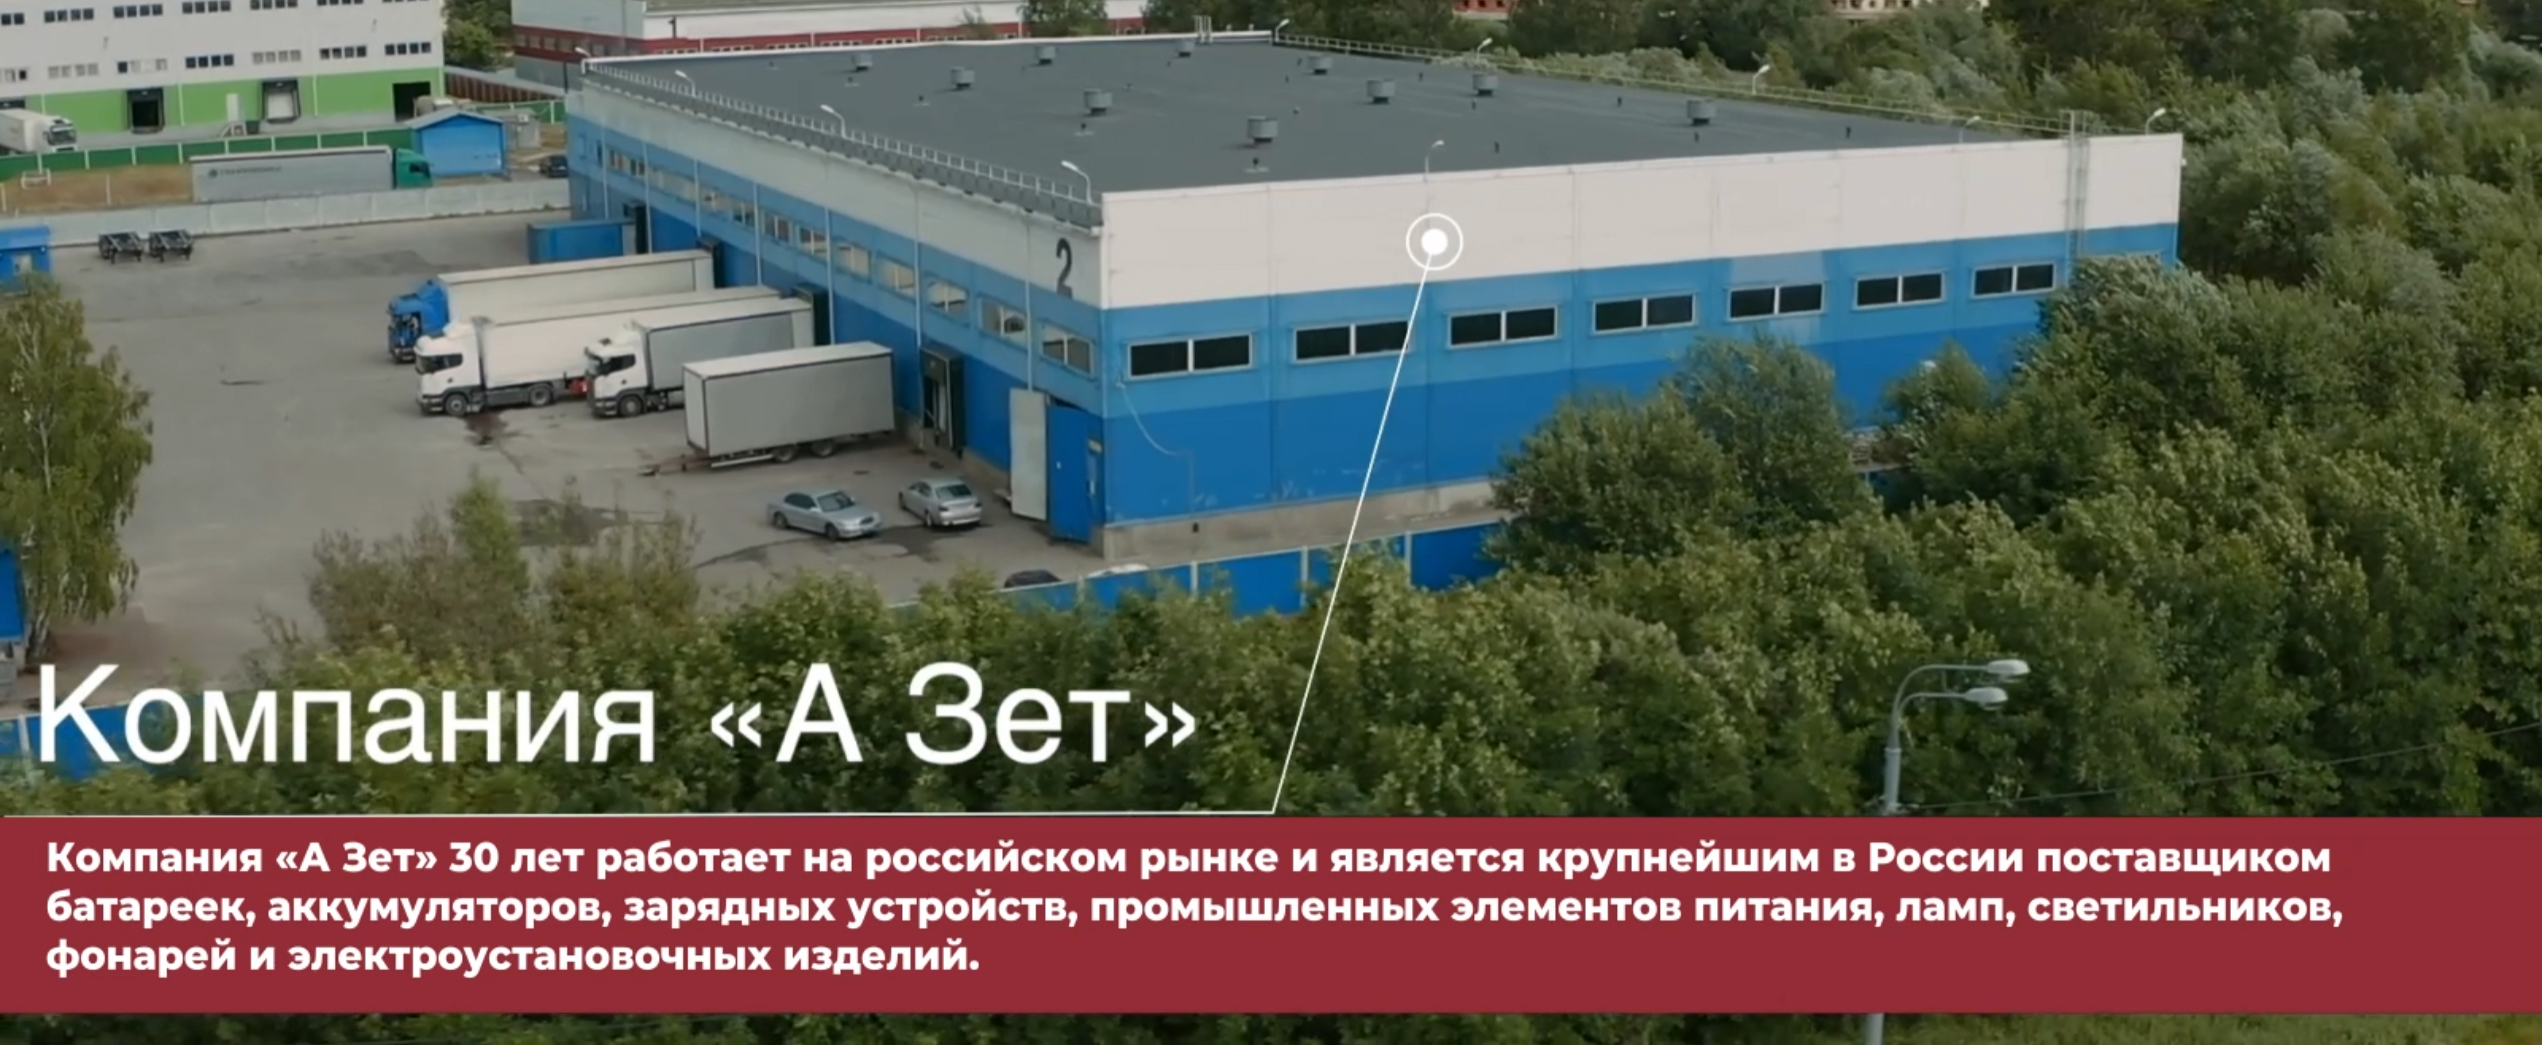 2
Компания «А Зет»
Компания «А Зет» 30 лет работает на российском рынке и является крупнейшим в России поставщиком
батареек, аккумуляторов, зарядных устройств, промышленных элементов питания, ламп, светильников,
фонарей и электроустановочных изделий.